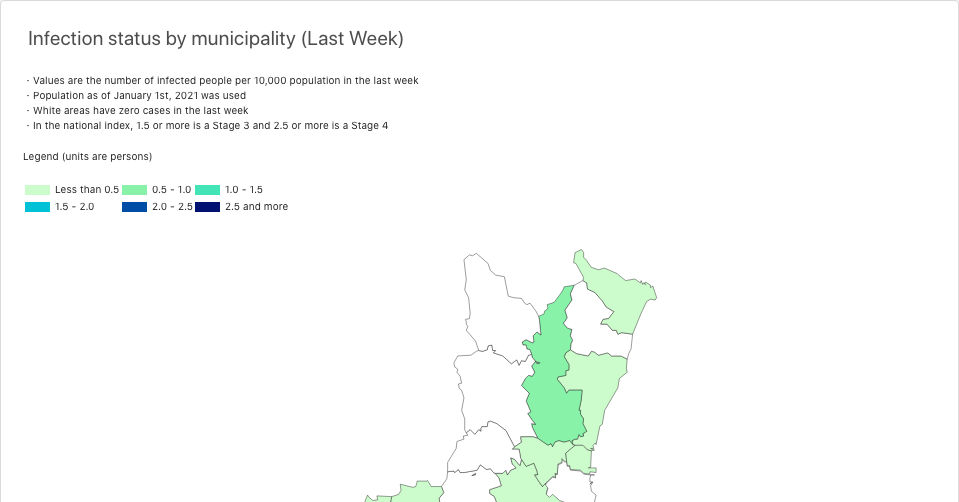 Infection status by municipality (Last Week)
· Values are the number of infected people per 10,000 population in the last week
· Population as of January 1st, 2021 was used
· White areas have zero cases in the last week
· In the national index, 1.5 or more is a Stage 3 and 2.5 or more is a Stage 4
Legend (units are persons)
Less than 0.5 0.5 - 1.0 1.0 - 1.5
1.5 - 2.0 2.0 - 2.5 2.5 and more